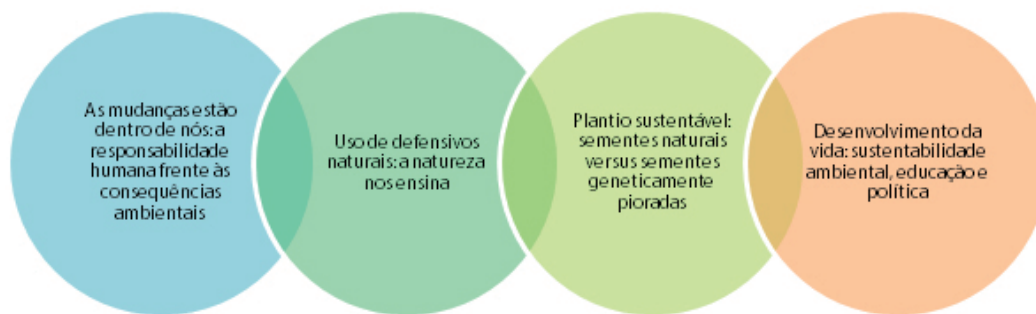 As mudanças estão
dentro de nós: a
responsabilidade
humana frente às
consequências
ambientais
Uso de defensivos
naturais: a natureza
nos ensina
Plantio sustentável:
sementes naturais
versus sementes
geneticamente
pioradas
Desenvolvimento da
vida: sustentabilidade
ambiental, educação e
política